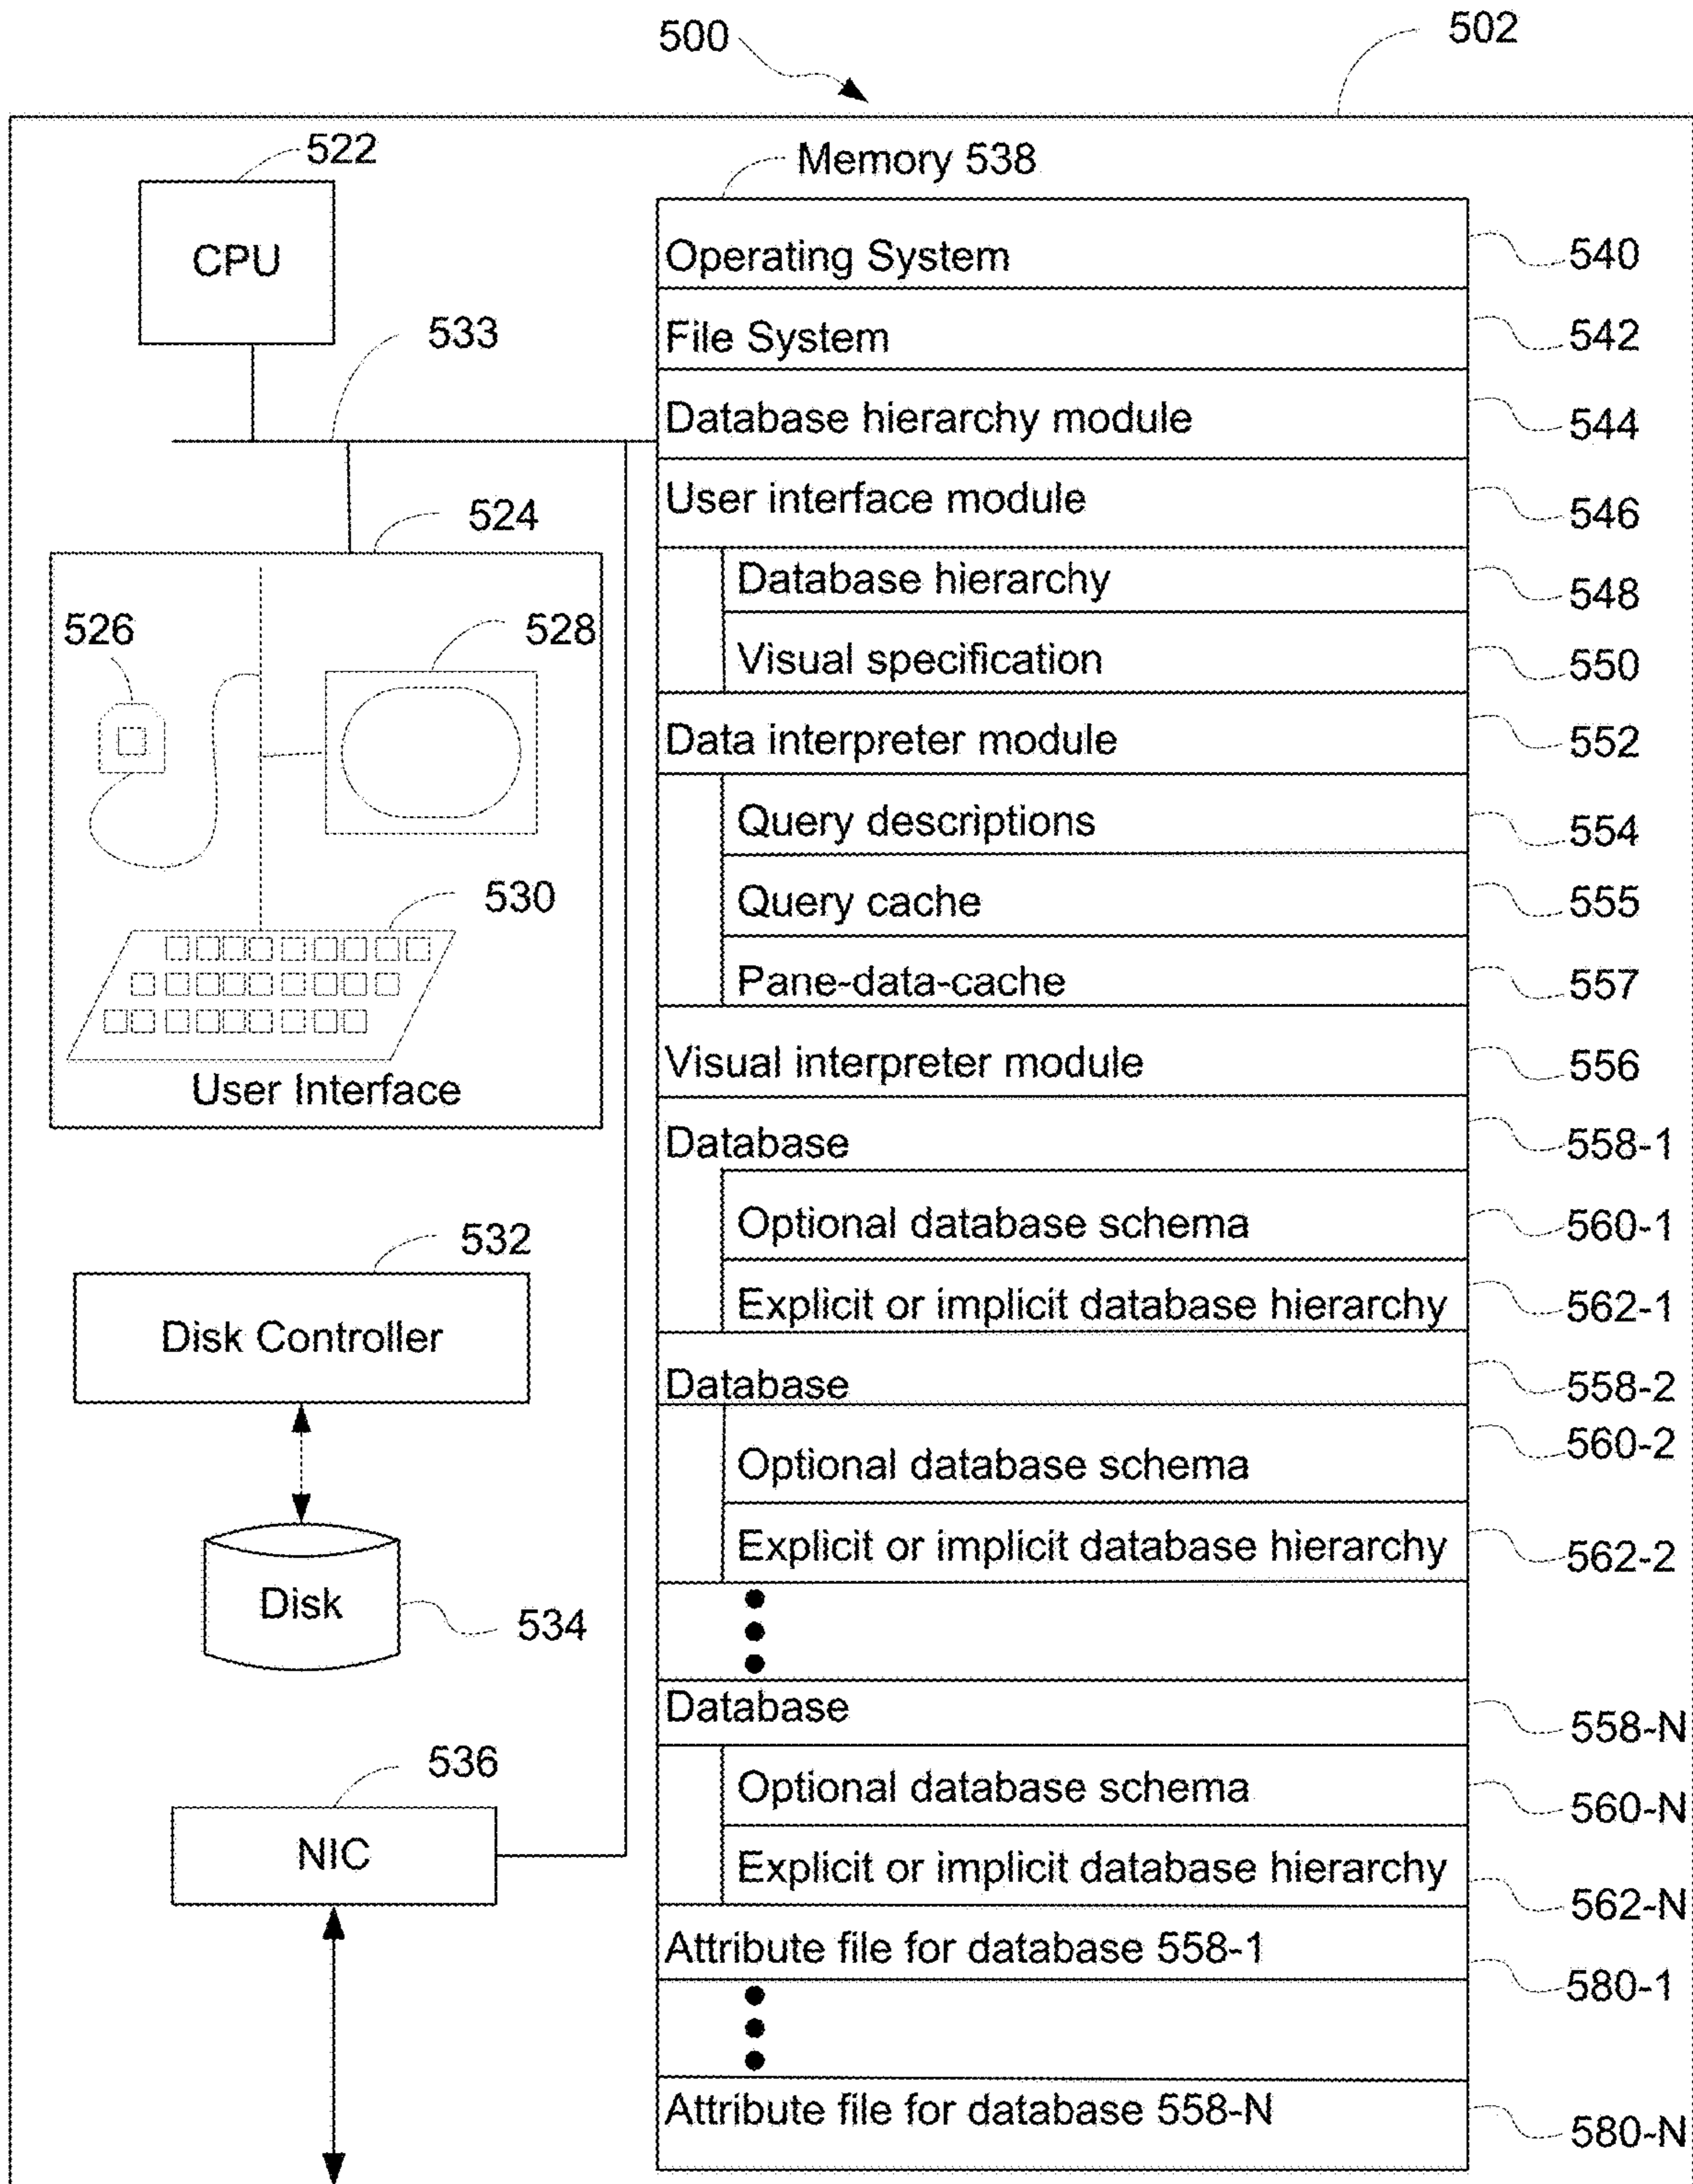 500
502
522
CPU
533
524
526
528
530
User Interface
532
Disk Controller
Disk
534
536
NIC
Memory 538
Operating System 540
File System 542
Database hierarchy module 544
User interface module 546
Database hierarchy 548
Visual specification 550
Data interpreter module 552
Query descriptions 554
Query cache 555
Pane-data-cache 557
Visual interpreter module 556
Database 558-1
Optional database schema 560-1
Explicit or implicit database hierarchy 562-1
Database 558-2
Optional database schema 560-2
Explicit or implicit database hierarchy 562-2
Database 558-N
Optional database schema 560-N
Explicit or implicit database hierarchy 562-N
Attribute file for database 558-1 580-1
Attribute file for database 558-N 580-N